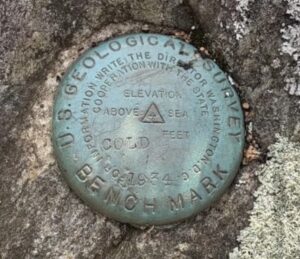 U.S. GEOLOGICAL SURVEY
FOR INFORMATION WRITE THE DIRECTOR, WASHINGTON, D.C.
COOPERATION WITH THE STATE
ELEVATION
ABOVE SEA
FEET
COLD
1934
BENCH MARK